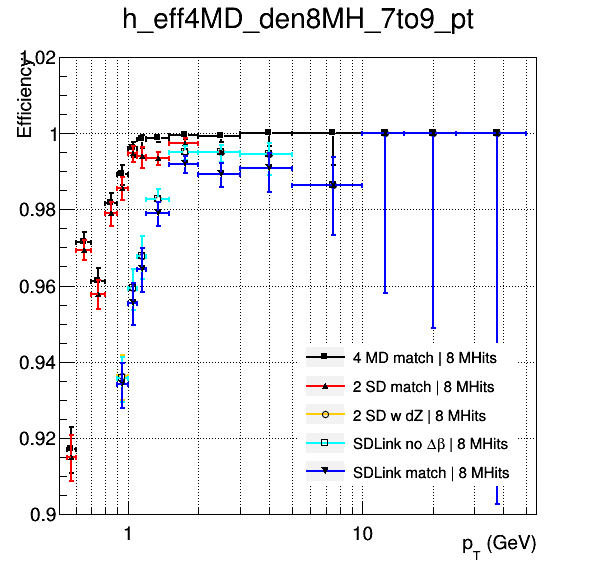 h_eff4MD_den8MH_7to9_pt
Efficiency
1.02
1
0.98
0.96
0.94
0.92
0.9
4 MD match | 8 MHits
2 SD match | 8 MHits
2 SD w dZ | 8 MHits
SDLink no Δβ | 8 MHits
SDLink match | 8 MHits
1
10
p_T (GeV)